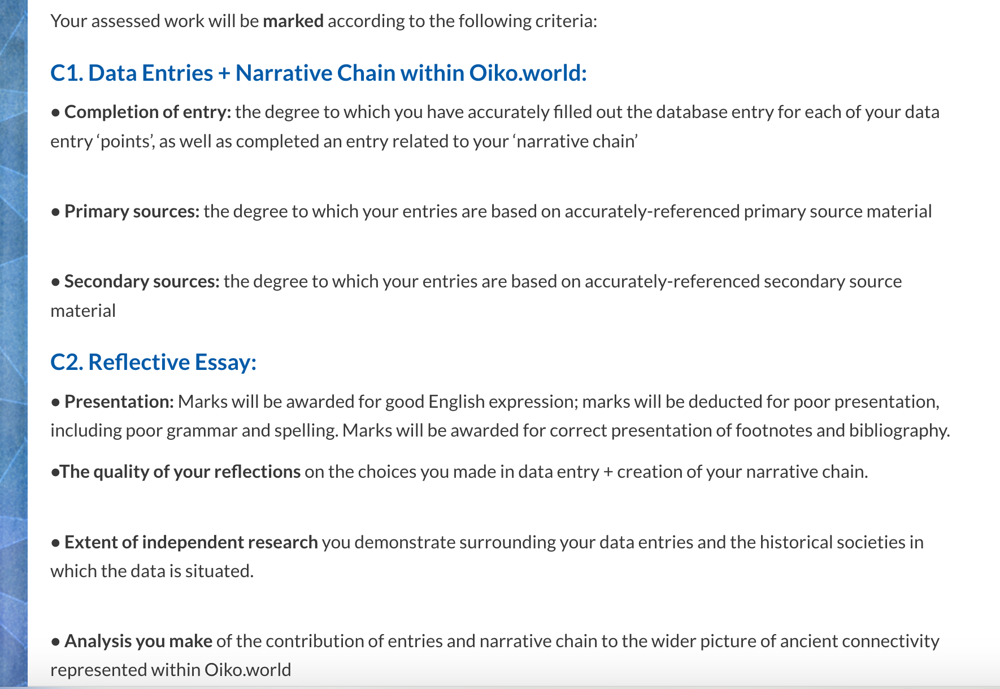 Your assessed work will be marked according to the following criteria:
C1. Data Entries + Narrative Chain within Oiko.world:
● Completion of entry: the degree to which you have accurately filled out the database entry for each of your data
entry ‘points’, as well as completed an entry related to your ‘narrative chain’
● Primary sources: the degree to which your entries are based on accurately-referenced primary source material
● Secondary sources: the degree to which your entries are based on accurately-referenced secondary source
material
C2. Reflective Essay:
● Presentation: Marks will be awarded for good English expression; marks will be deducted for poor presentation,
including poor grammar and spelling. Marks will be awarded for correct presentation of footnotes and bibliography.
●The quality of your reflections on the choices you made in data entry + creation of your narrative chain.
● Extent of independent research you demonstrate surrounding your data entries and the historical societies in
which the data is situated.
● Analysis you make of the contribution of entries and narrative chain to the wider picture of ancient connectivity
represented within Oiko.world